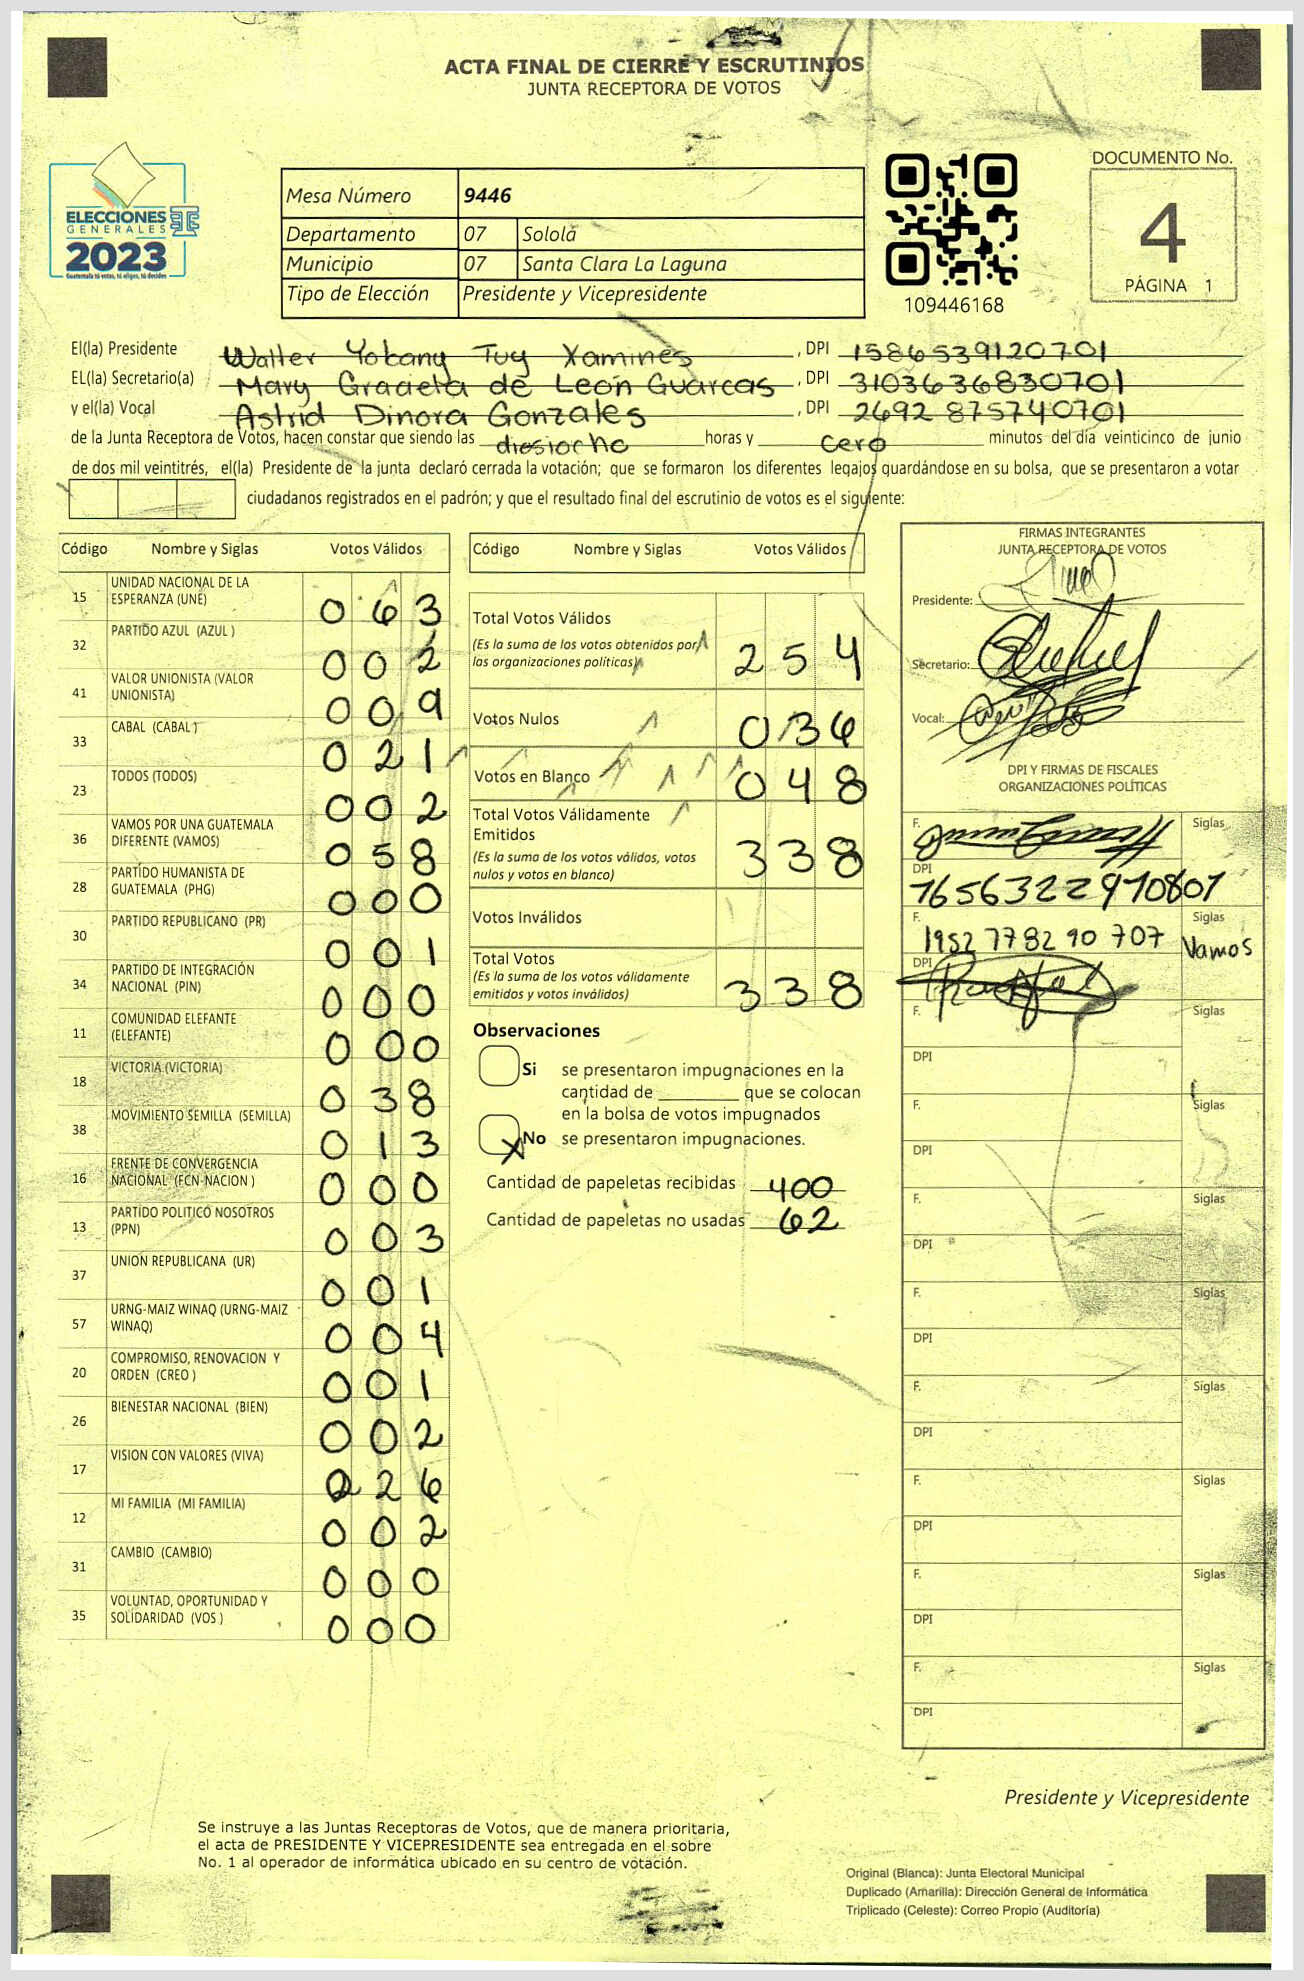 ACTA FINAL DE CIERRE Y ESCRUTINIOS
JUNTA RECEPTORA DE VOTOS
ELECCIONES
GENERALES
2023
Guatemala tú votas, tú eliges, tú decides
Mesa Número 9446
Departamento 07 Sololá
Municipio 07 Santa Clara La Laguna
Tipo de Elección Presidente y Vicepresidente
109446168
DOCUMENTO No.
4
PÁGINA 1
El(la) Presidente Walter Yobany Tuy Xamines, DPI 1586539120701
EL(la) Secretario(a) Mary Graciela de León Guarcas, DPI 3103636830701
y el(la) Vocal Astrid Dinora Gonzales, DPI 2692 875740701
de la Junta Receptora de Votos, hacen constar que siendo las diesiocho horas y cero minutos del día veinticinco de junio
de dos mil veintitrés, el(la) Presidente de la junta declaró cerrada la votación; que se formaron los diferentes legajos guardándose en su bolsa, que se presentaron a votar
ciudadanos registrados en el padrón; y que el resultado final del escrutinio de votos es el siguiente:
Código Nombre y Siglas Votos Válidos
15 UNIDAD NACIONAL DE LA
ESPERANZA (UNE) 063
32 PARTIDO AZUL (AZUL ) 002
41 VALOR UNIONISTA (VALOR
UNIONISTA) 009
33 CABAL (CABAL ) 021
23 TODOS (TODOS) 002
36 VAMOS POR UNA GUATEMALA
DIFERENTE (VAMOS) 058
28 PARTIDO HUMANISTA DE
GUATEMALA (PHG) 000
30 PARTIDO REPUBLICANO (PR) 001
34 PARTIDO DE INTEGRACIÓN
NACIONAL (PIN) 000
11 COMUNIDAD ELEFANTE
(ELEFANTE) 000
18 VICTORIA (VICTORIA) 038
38 MOVIMIENTO SEMILLA (SEMILLA) 013
16 FRENTE DE CONVERGENCIA
NACIONAL (FCN-NACION ) 000
13 PARTIDO POLITICO NOSOTROS
(PPN) 003
37 UNION REPUBLICANA (UR) 001
57 URNG-MAIZ WINAQ (URNG-MAIZ
WINAQ) 004
20 COMPROMISO, RENOVACION Y
ORDEN (CREO ) 001
26 BIENESTAR NACIONAL (BIEN) 002
17 VISION CON VALORES (VIVA) 26
12 MI FAMILIA (MI FAMILIA) 002
31 CAMBIO (CAMBIO) 000
35 VOLUNTAD, OPORTUNIDAD Y
SOLIDARIDAD (VOS ) 000
Código Nombre y Siglas Votos Válidos
Total Votos Válidos
(Es la suma de los votos obtenidos por
las organizaciones políticas) 254
Votos Nulos 036
Votos en Blanco 048
Total Votos Válidamente
Emitidos
(Es la suma de los votos válidos, votos
nulos y votos en blanco) 338
Votos Inválidos
Total Votos
(Es la suma de los votos válidamente
emitidos y votos inválidos) 338
Observaciones
Si se presentaron impugnaciones en la
cantidad de ________ que se colocan
en la bolsa de votos impugnados
X No se presentaron impugnaciones.
Cantidad de papeletas recibidas 400
Cantidad de papeletas no usadas 62
FIRMAS INTEGRANTES
JUNTA RECEPTORA DE VOTOS
Presidente:
Secretario:
Vocal:
DPI Y FIRMAS DE FISCALES
ORGANIZACIONES POLÍTICAS
F. Siglas
DPI 1656322970807
F. 1952 7782 90 707 Siglas Vamos
DPI
F. Siglas
DPI
F. Siglas
DPI
F. Siglas
DPI
F. Siglas
DPI
F. Siglas
DPI
F. Siglas
DPI
F. Siglas
DPI
F. Siglas
DPI
Presidente y Vicepresidente
Se instruye a las Juntas Receptoras de Votos, que de manera prioritaria,
el acta de PRESIDENTE Y VICEPRESIDENTE sea entregada en el sobre
No. 1 al operador de informática ubicado en su centro de votación.
Original (Blanca): Junta Electoral Municipal
Duplicado (Amarilla): Dirección General de Informática
Triplicado (Celeste): Correo Propio (Auditoría)